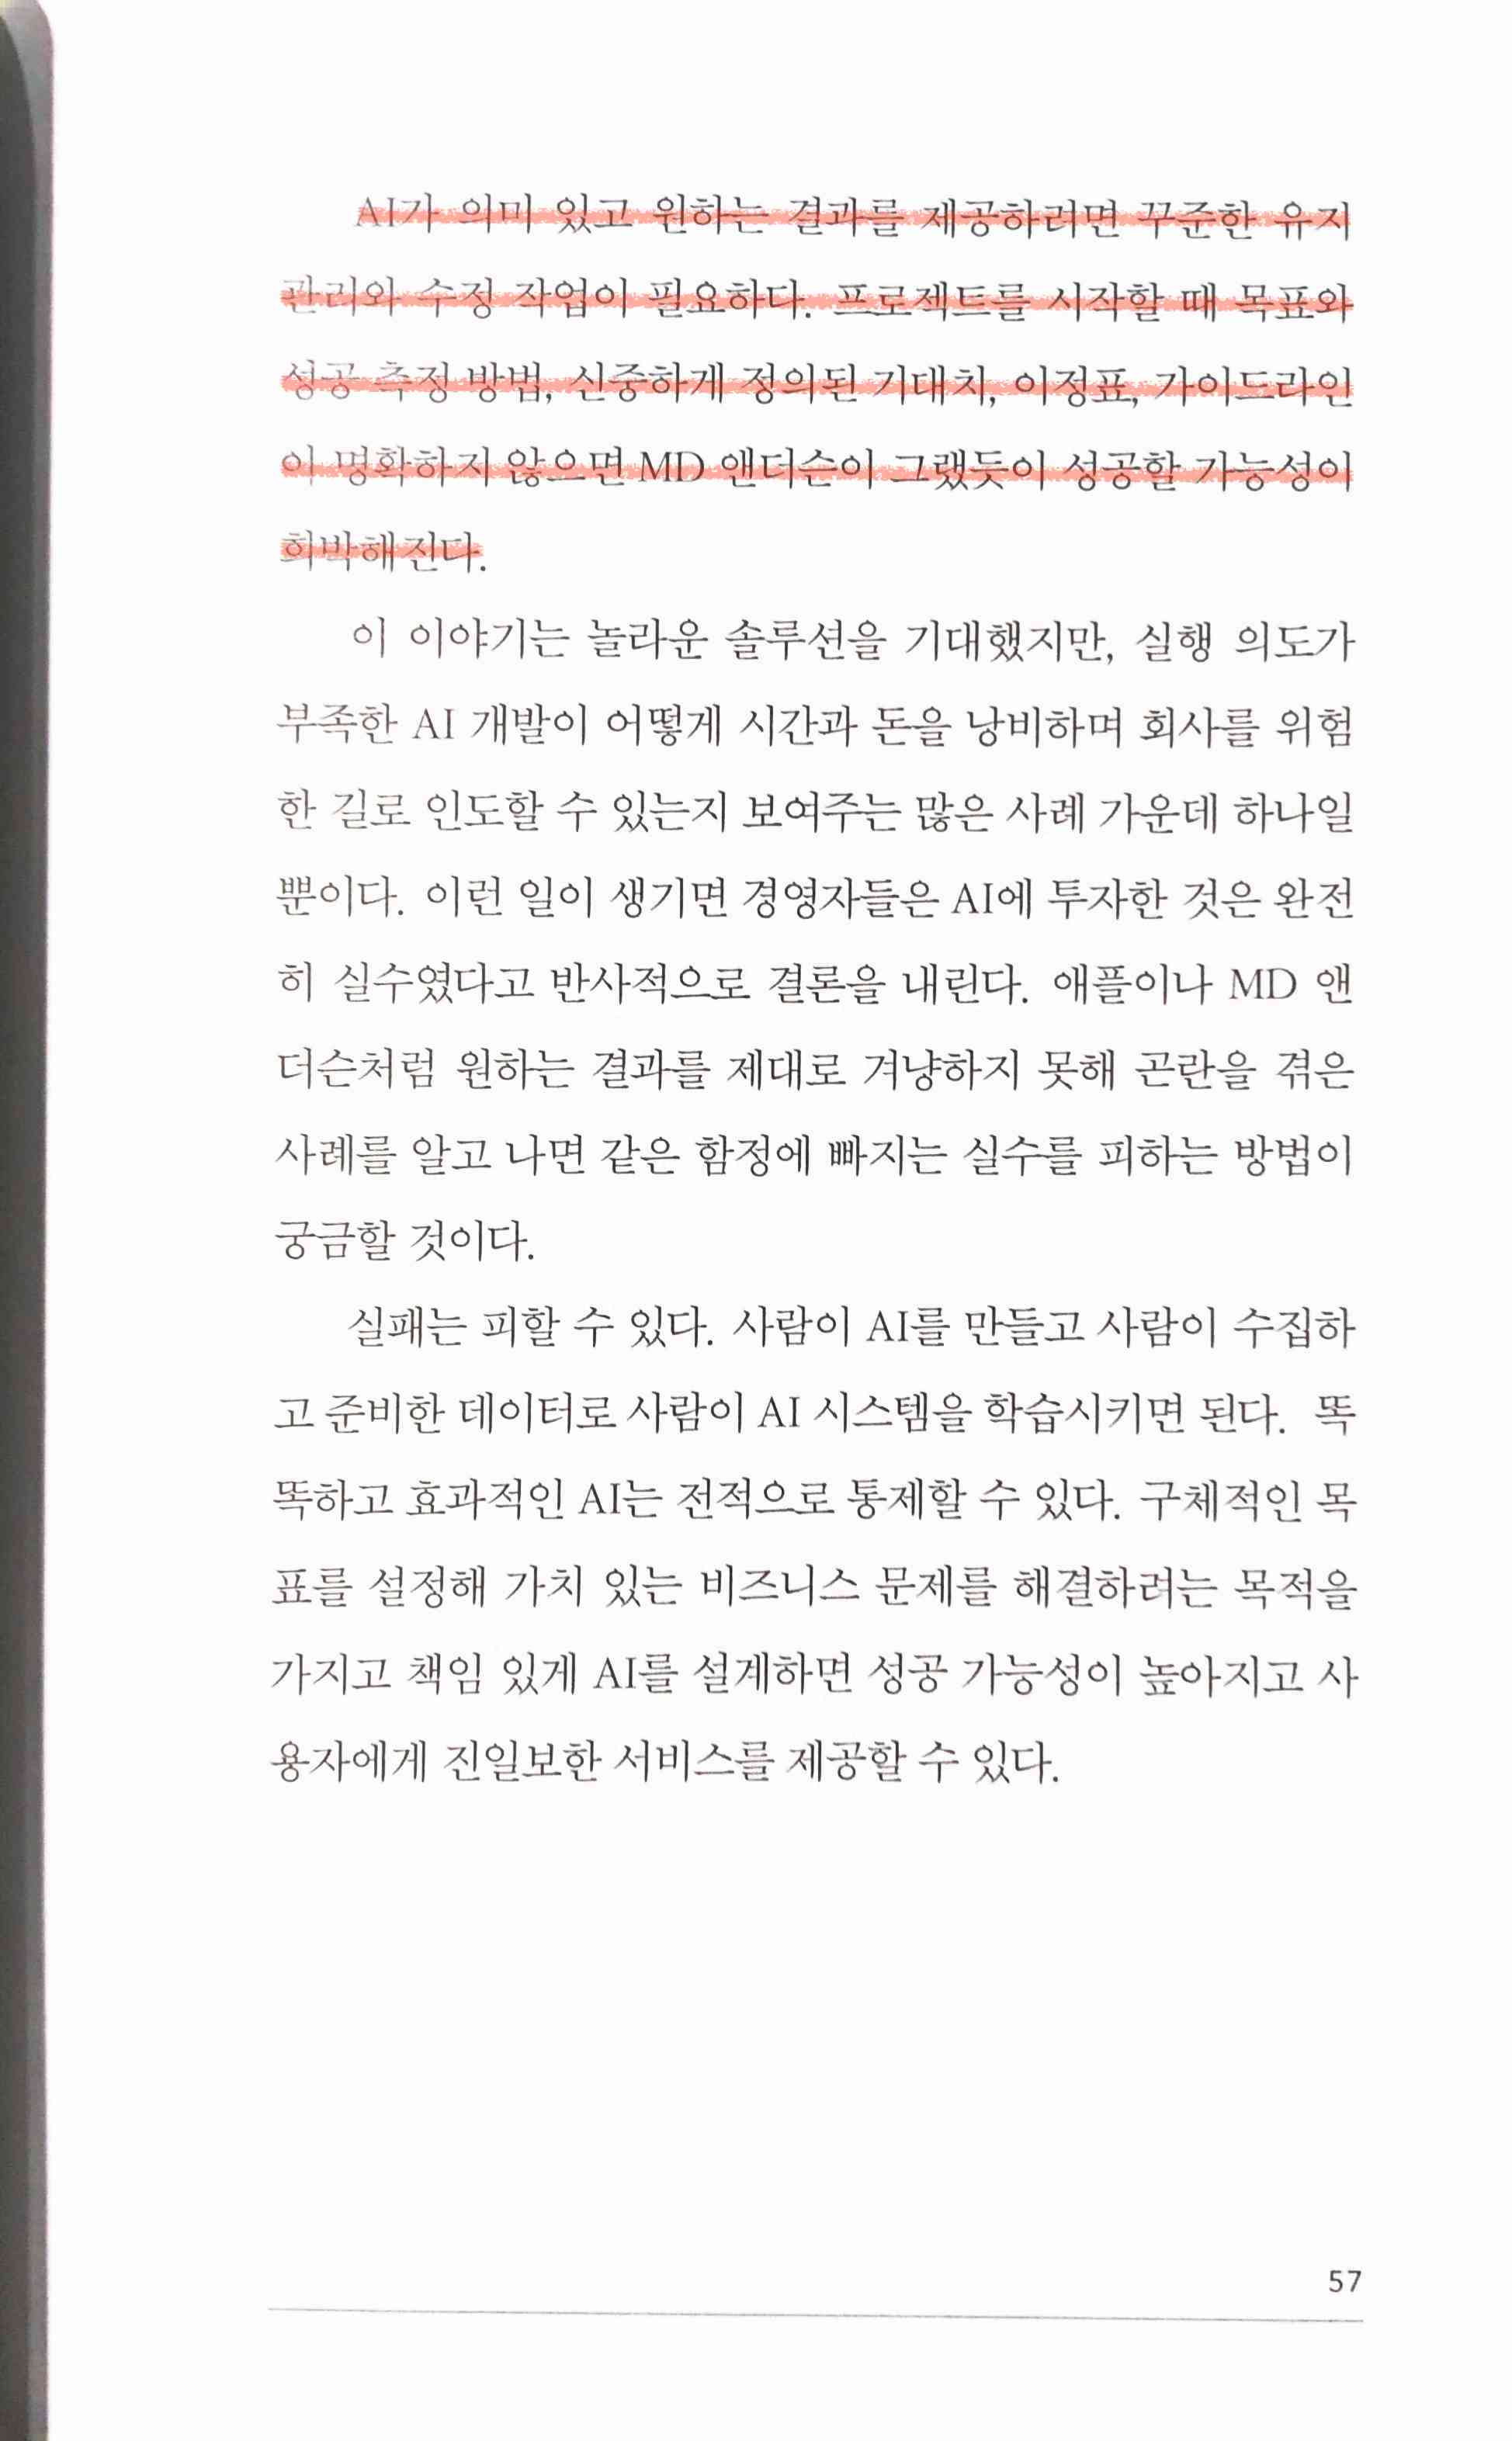 AI가 의미 있고 원하는 결과를 제공하려면 꾸준한 유지
관리와 수정 작업이 필요하다. 프로젝트를 시작할 때 목표와
성공 측정 방법, 신중하게 정의된 기대치, 이정표, 가이드라인
이 명확하지 않으면 MD 앤더슨이 그랬듯이 성공할 가능성이
희박해진다.
이 이야기는 놀라운 솔루션을 기대했지만, 실행 의도가
부족한 AI 개발이 어떻게 시간과 돈을 낭비하며 회사를 위험
한 길로 인도할 수 있는지 보여주는 많은 사례 가운데 하나일
뿐이다. 이런 일이 생기면 경영자들은 AI에 투자한 것은 완전
히 실수였다고 반사적으로 결론을 내린다. 애플이나 MD 앤
더슨처럼 원하는 결과를 제대로 겨냥하지 못해 곤란을 겪은
사례를 알고 나면 같은 함정에 빠지는 실수를 피하는 방법이
궁금할 것이다.
실패는 피할 수 있다. 사람이 AI를 만들고 사람이 수집하
고 준비한 데이터로 사람이 AI 시스템을 학습시키면 된다. 똑
똑하고 효과적인 AI는 전적으로 통제할 수 있다. 구체적인 목
표를 설정해 가치 있는 비즈니스 문제를 해결하려는 목적을
가지고 책임 있게 AI를 설계하면 성공 가능성이 높아지고 사
용자에게 진일보한 서비스를 제공할 수 있다.
57